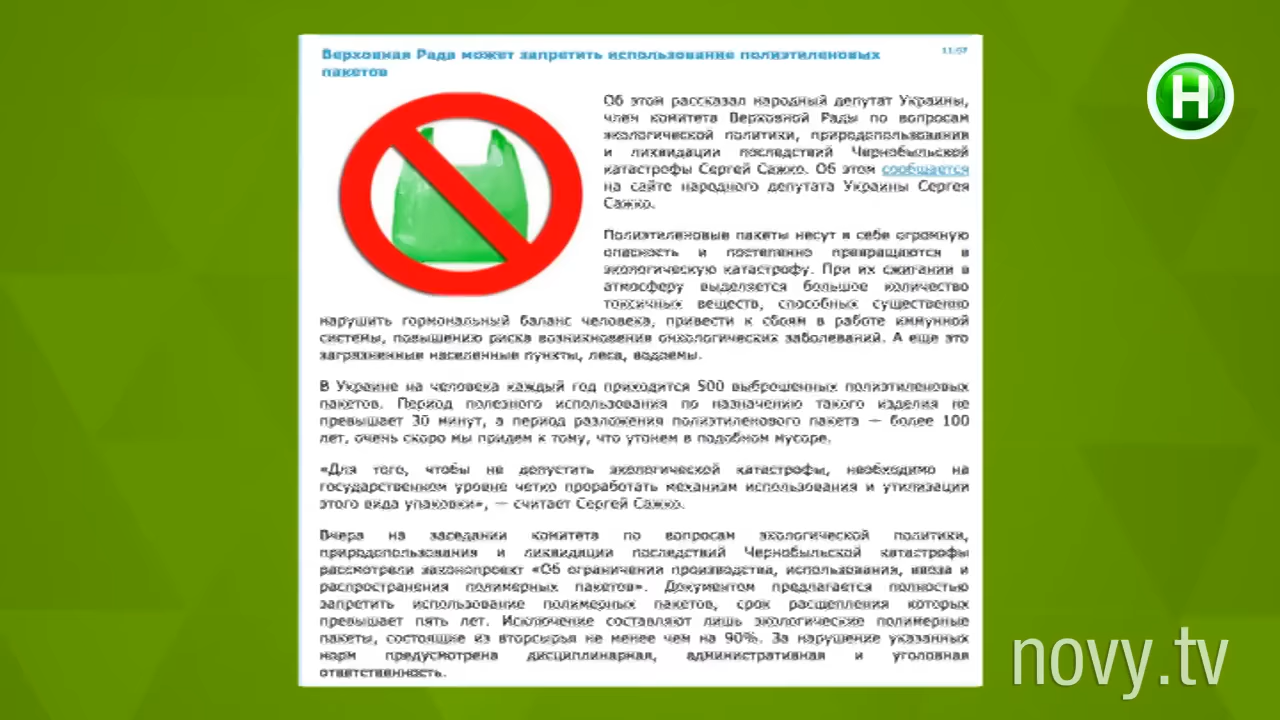 Верховная Рада может запретить использование полиэтиленовых
пакетов
11:57
Об этом рассказал народный депутат Украины,
член комитета Верховной Рады по вопросам
экологической политики, природопользования
и ликвидации последствий Чернобыльской
катастрофы Сергей Сажко. Об этом сообщается
на сайте народного депутата Украины Сергея
Сажко.
Полиэтиленовые пакеты несут в себе огромную
опасность и постепенно превращаются в
экологическую катастрофу. При их сжигании в
атмосферу выделяется большое количество
токсичных веществ, способных существенно
нарушить гормональный баланс человека, привести к сбоям в работе иммунной
системы, повышению риска возникновения онкологических заболеваний. А еще это
загрязненные населенные пункты, леса, водоемы.
В Украине на человека каждый год приходится 500 выброшенных полиэтиленовых
пакетов. Период полезного использования по назначению такого изделия не
превышает 30 минут, а период разложения полиэтиленового пакета — более 100
лет, очень скоро мы придем к тому, что утонем в подобном мусоре.
«Для того, чтобы не допустить экологической катастрофы, необходимо на
государственном уровне четко проработать механизм использования и утилизации
этого вида упаковки», — считает Сергей Сажко.
Вчера на заседании комитета по вопросам экологической политики,
природопользования и ликвидации последствий Чернобыльской катастрофы
рассмотрели законопроект «Об ограничении производства, использования, ввоза и
распространения полимерных пакетов». Документом предлагается полностью
запретить использование полимерных пакетов, срок расщепления которых
превышает пять лет. Исключение составляют лишь экологические полимерные
пакеты, состоящие из вторсырья не менее чем на 90%. За нарушение указанных
норм предусмотрена дисциплинарная, административная и уголовная
ответственность.
Н
novy.tv